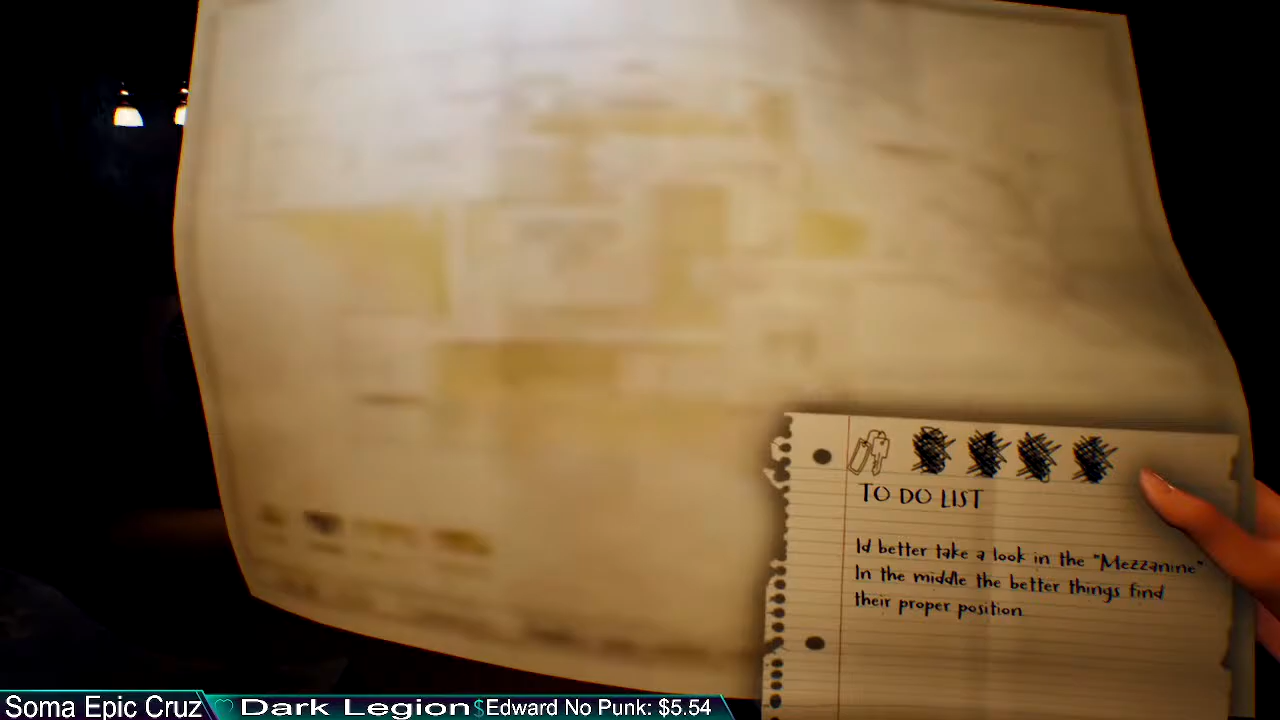 TO DO LIST
Id better take a look in the "Mezzanine"
In the middle the better things find
their proper position
Soma Epic Cruz
Dark Legion
$Edward No Punk: $5.54